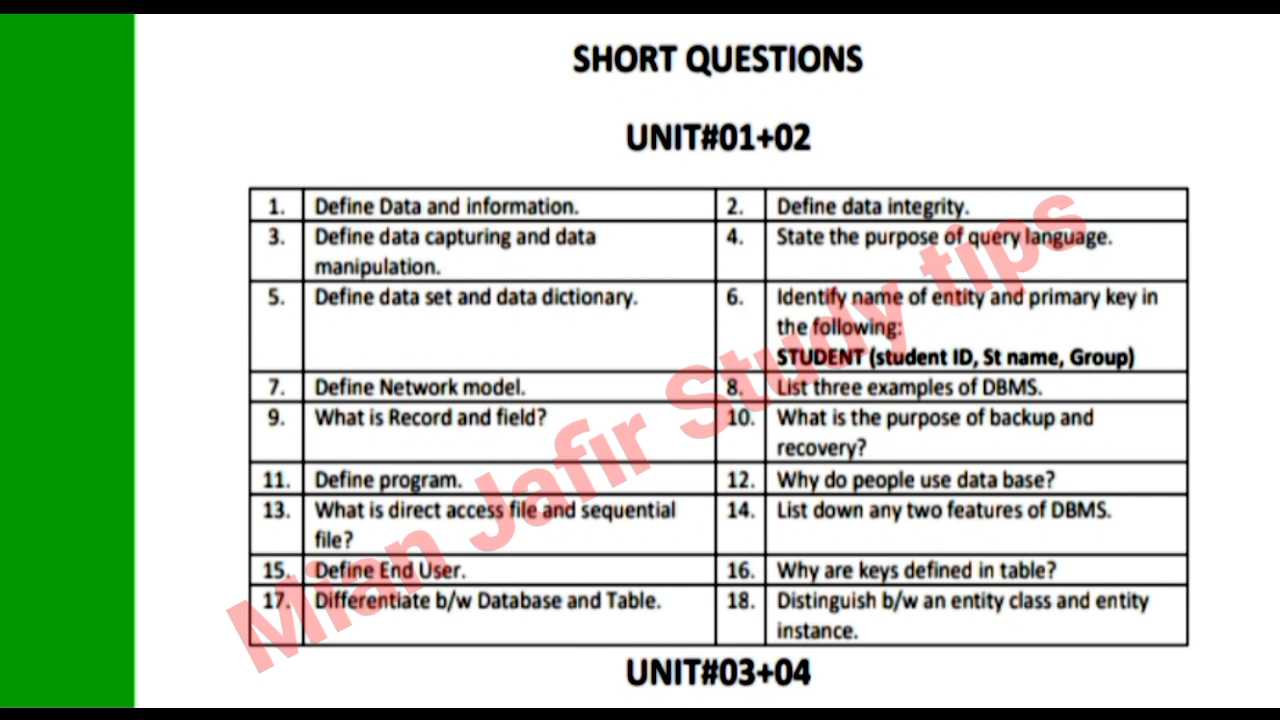 SHORT QUESTIONS
UNIT#01+02
1. Define Data and information.
2. Define data integrity.
3. Define data capturing and data
manipulation.
4. State the purpose of query language.
5. Define data set and data dictionary.
6. Identify name of entity and primary key in
the following:
STUDENT (student ID, St name, Group)
7. Define Network model.
8. List three examples of DBMS.
9. What is Record and field?
10. What is the purpose of backup and
recovery?
11. Define program.
12. Why do people use data base?
13. What is direct access file and sequential
file?
14. List down any two features of DBMS.
15. Define End User.
16. Why are keys defined in table?
17. Differentiate b/w Database and Table.
18. Distinguish b/w an entity class and entity
instance.
UNIT#03+04
Mian Jafir Study tips